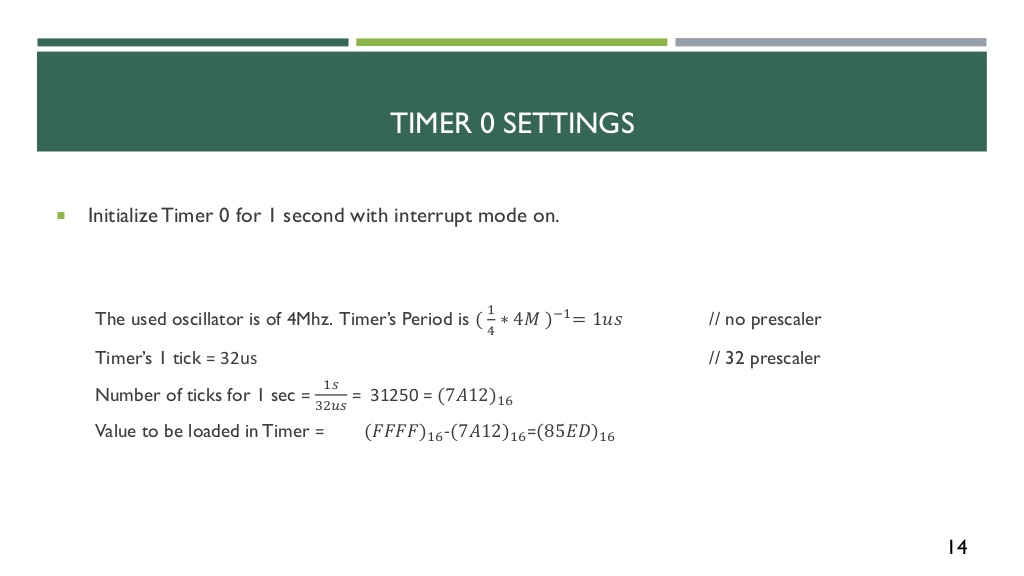 TIMER 0 SETTINGS
Initialize Timer 0 for 1 second with interrupt mode on.
The used oscillator is of 4Mhz. Timer's Period is ( 1/4 * 4M )⁻¹= 1us // no prescaler
Timer's 1 tick = 32us // 32 prescaler
Number of ticks for 1 sec = 1s/32us = 31250 = (7A12)₁₆
Value to be loaded in Timer = (FFFF)₁₆-(7A12)₁₆=(85ED)₁₆
14